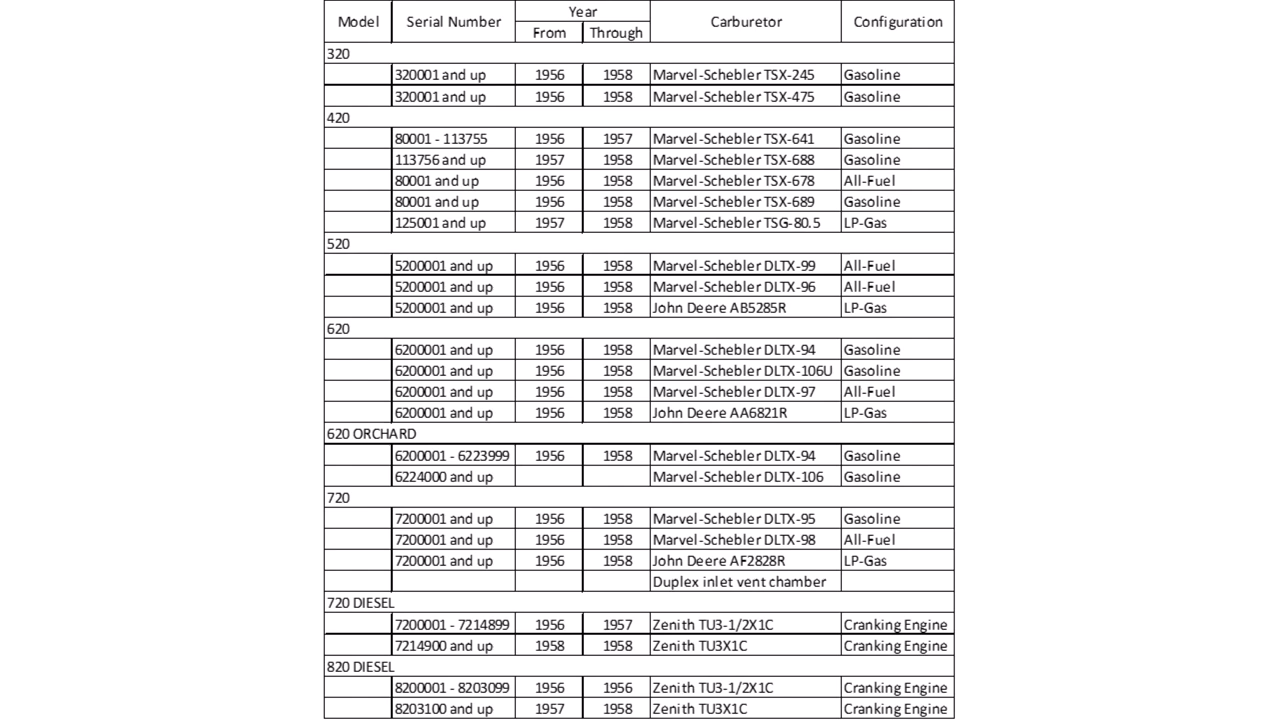 Model Serial Number Year Carburetor Configuration
From Through
320
320001 and up 1956 1958 Marvel-Schebler TSX-245 Gasoline
320001 and up 1956 1958 Marvel-Schebler TSX-475 Gasoline
420
80001 - 113755 1956 1957 Marvel-Schebler TSX-641 Gasoline
113756 and up 1957 1958 Marvel-Schebler TSX-688 Gasoline
80001 and up 1956 1958 Marvel-Schebler TSX-678 All-Fuel
80001 and up 1956 1958 Marvel-Schebler TSX-689 Gasoline
125001 and up 1957 1958 Marvel-Schebler TSG-80.5 LP-Gas
520
5200001 and up 1956 1958 Marvel-Schebler DLTX-99 All-Fuel
5200001 and up 1956 1958 Marvel-Schebler DLTX-96 All-Fuel
5200001 and up 1956 1958 John Deere AB5285R LP-Gas
620
6200001 and up 1956 1958 Marvel-Schebler DLTX-94 Gasoline
6200001 and up 1956 1958 Marvel-Schebler DLTX-106U Gasoline
6200001 and up 1956 1958 Marvel-Schebler DLTX-97 All-Fuel
6200001 and up 1956 1958 John Deere AA6821R LP-Gas
620 ORCHARD
6200001 - 6223999 1956 1958 Marvel-Schebler DLTX-94 Gasoline
6224000 and up Marvel-Schebler DLTX-106 Gasoline
720
7200001 and up 1956 1958 Marvel-Schebler DLTX-95 Gasoline
7200001 and up 1956 1958 Marvel-Schebler DLTX-98 All-Fuel
7200001 and up 1956 1958 John Deere AF2828R LP-Gas
Duplex inlet vent chamber
720 DIESEL
7200001 - 7214899 1956 1957 Zenith TU3-1/2X1C Cranking Engine
7214900 and up 1958 1958 Zenith TU3X1C Cranking Engine
820 DIESEL
8200001 - 8203099 1956 1956 Zenith TU3-1/2X1C Cranking Engine
8203100 and up 1957 1958 Zenith TU3X1C Cranking Engine